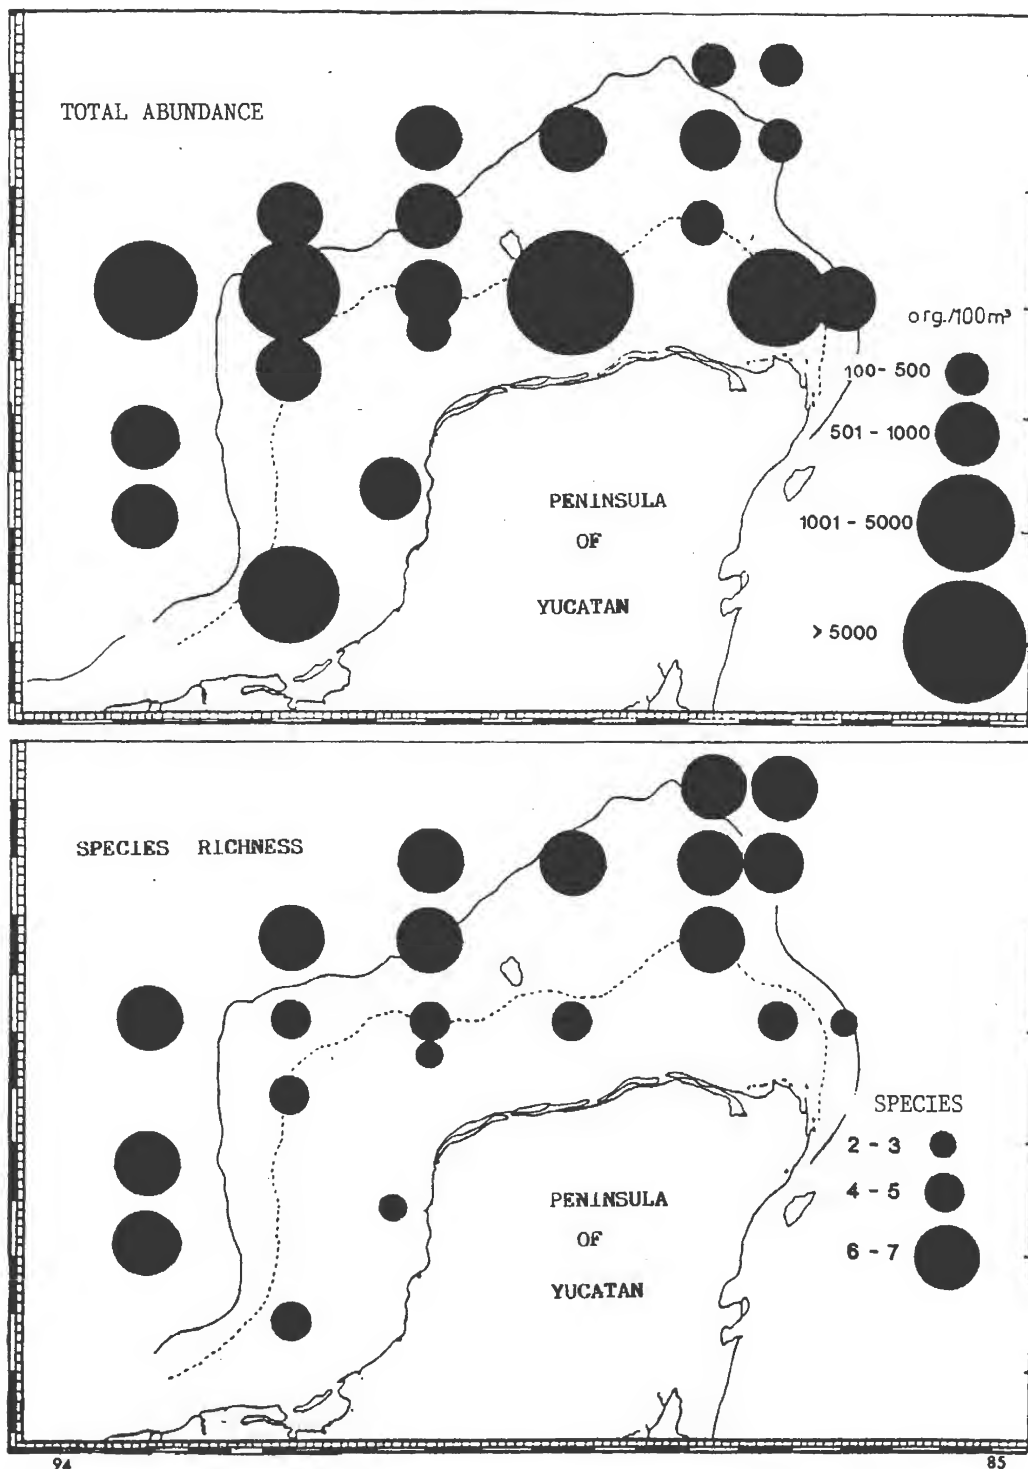 TOTAL ABUNDANCE
org./100m³
100 - 500
501 - 1000
1001 - 5000
> 5000
PENINSULA
OF
YUCATAN
SPECIES RICHNESS
SPECIES
2 - 3
4 - 5
6 - 7
PENINSULA
OF
YUCATAN
94
85